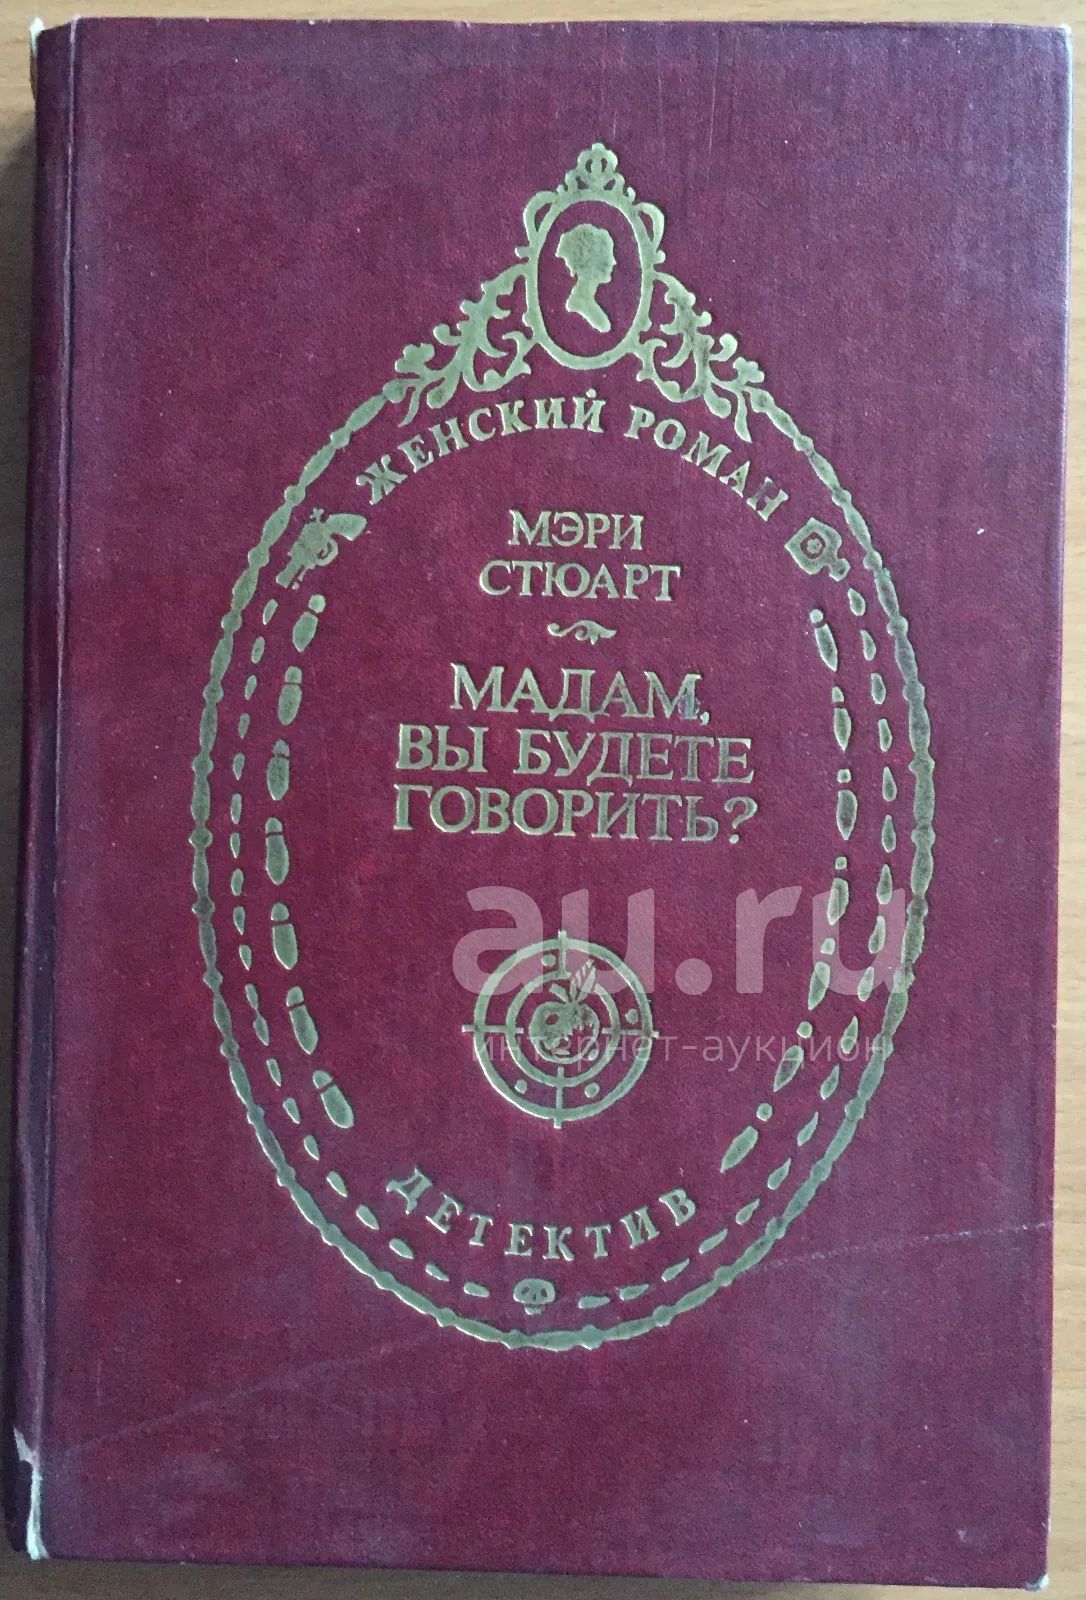 ЖЕНСКИЙ РОМАН
МЭРИ
СТЮАРТ
МАДАМ,
ВЫ БУДЕТЕ
ГОВОРИТЬ?
au.ru
интернет-аукцион
ДЕТЕКТИВ